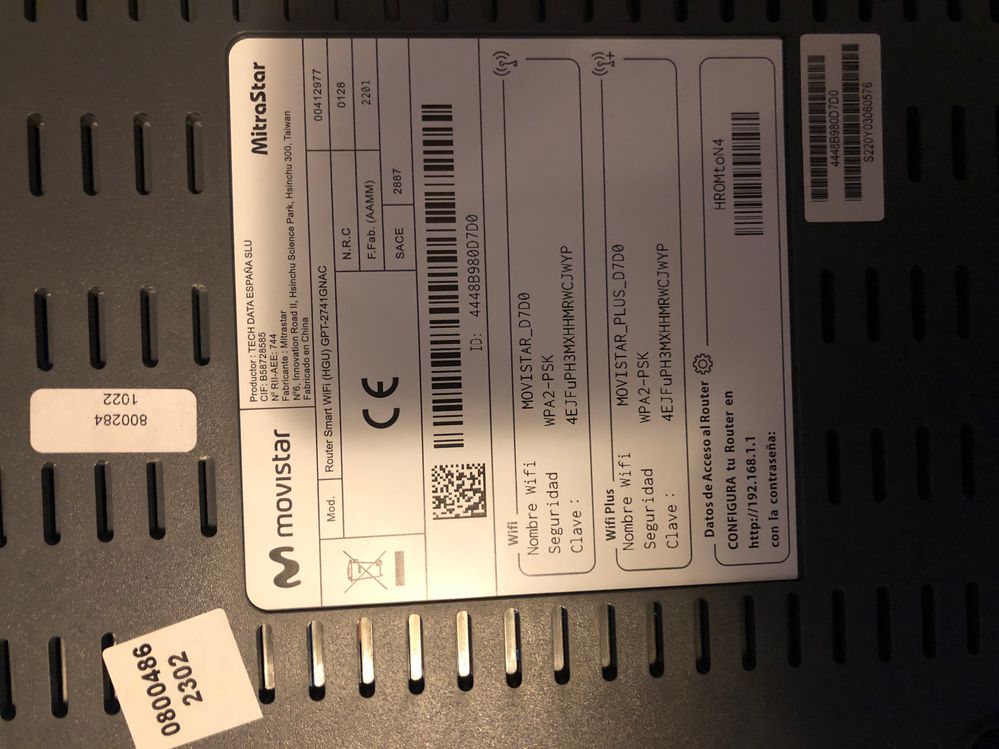 movistar
Productor : TECH DATA ESPAÑA SLU
CIF: B58728585
Nº RII-AEE: 744
Fabricante : Mitrastar
Nº6, Innovation Road II, Hsinchu Science Park, Hsinchu 300, Taiwan
Fabricado en China
MitraStar
Mod.
Router Smart WiFi (HGU) GPT-2741GNAC
00412977
N.R.C
0128
F.Fab. (AAMM)
2201
SACE
2887
CE
ID: 4448B980D7D0
Wifi
Nombre Wifi MOVISTAR_D7D0
Seguridad WPA2-PSK
Clave : 4EJFuPH3MXHHMRWCJWYP
Wifi Plus
Nombre Wifi MOVISTAR_PLUS_D7D0
Seguridad WPA2-PSK
Clave : 4EJFuPH3MXHHMRWCJWYP
Datos de Acceso al Router
CONFIGURA tu Router en
http://192.168.1.1
con la contraseña:
HROMtoN4
4448B980D7D0
S220Y03060576
800284
1022
0800486
2302